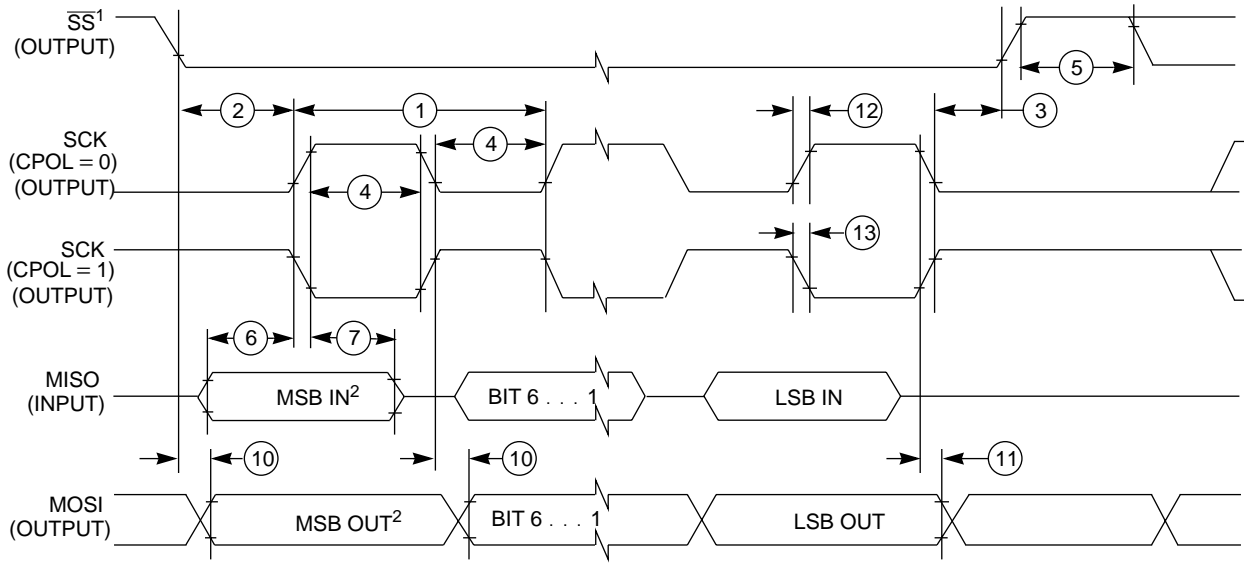 SS¹
(OUTPUT)
5
2
1
12
3
SCK
(CPOL = 0)
(OUTPUT)
4
4
SCK
(CPOL = 1)
(OUTPUT)
13
6
7
MISO
(INPUT)
MSB IN²
BIT 6 . . . 1
LSB IN
10
10
11
MOSI
(OUTPUT)
MSB OUT²
BIT 6 . . . 1
LSB OUT